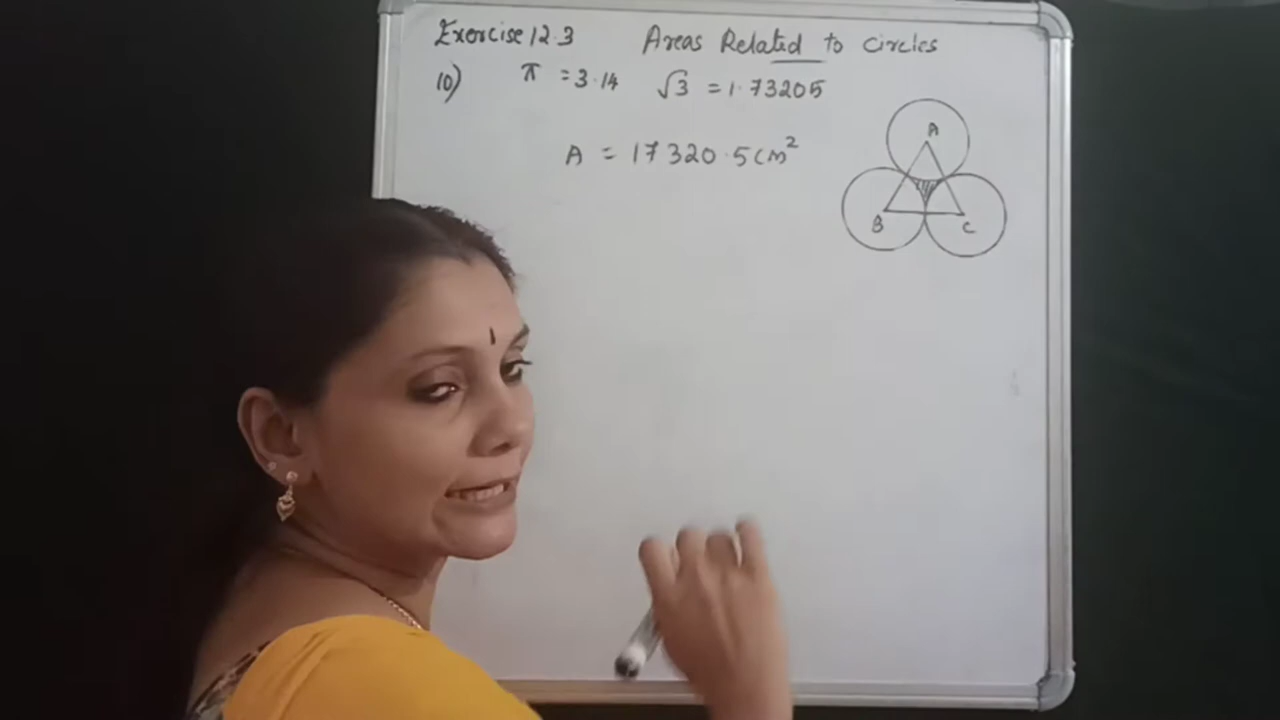 Exercise 12.3 Areas Related to Circles
10) π = 3.14 √3 = 1.73205
A = 17320.5 cm²
A
B
C